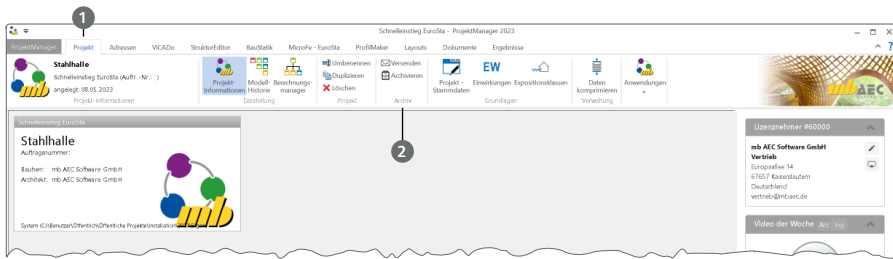 1
Schnelleinstieg EuroSta - ProjektManager 2023
ProjektManager Projekt Adressen ViCADo StrukturEditor BauStatik MicroFe - EuroSta ProfilMaker Layouts Dokumente Ergebnisse
Stahlhalle
Schnelleinstieg EuroSta (Auftr.-Nr.: )
angelegt: 08.05.2023
Projekt-Informationen
Projekt-Informationen
Modell-Historie
Berechnungs-manager
Darstellung
Umbenennen
Duplizieren
Löschen
Projekt
Versenden
Archivieren
Archiv
Projekt-Stammdaten
EW
Einwirkungen
Expositionsklassen
Grundlagen
Daten komprimieren
Verwaltung
Anwendungen
mb AEC
2
Schnelleinstieg EuroSta
Stahlhalle
Auftragsnummer:
Bauherr: mb AEC Software GmbH
Architekt: mb AEC Software GmbH
mb
Lizenznehmer #60000
mb AEC Software GmbH
Vertrieb
Europaallee 14
67657 Kaiserslautern
Deutschland
vertrieb@mbaec.de
Video der Woche